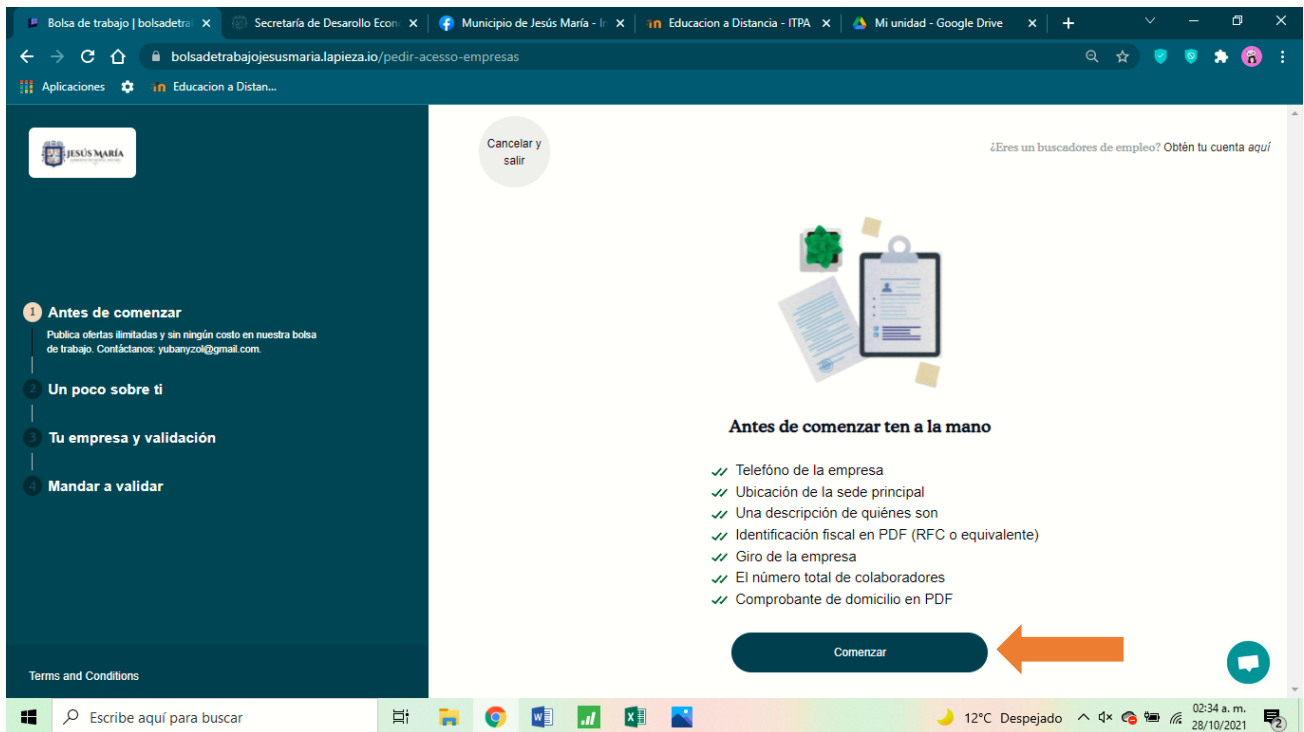 Bolsa de trabajo | bolsadetra
Secretaría de Desarollo Econ
Municipio de Jesús María - In
Educacion a Distancia - ITPA
Mi unidad - Google Drive
bolsadetrabajojesusmaria.lapieza.io/pedir-acesso-empresas
Aplicaciones
Educacion a Distan...
JESÚS MARÍA
Cancelar y
salir
¿Eres un buscadores de empleo? Obtén tu cuenta aquí
1 Antes de comenzar
Publica ofertas ilimitadas y sin ningún costo en nuestra bolsa
de trabajo. Contáctanos: yubanyzol@gmail.com.
2 Un poco sobre ti
3 Tu empresa y validación
4 Mandar a validar
Terms and Conditions
Antes de comenzar ten a la mano
Telefóno de la empresa
Ubicación de la sede principal
Una descripción de quiénes son
Identificación fiscal en PDF (RFC o equivalente)
Giro de la empresa
El número total de colaboradores
Comprobante de domicilio en PDF
Comenzar
Escribe aquí para buscar
12°C Despejado
02:34 a. m.
28/10/2021
2